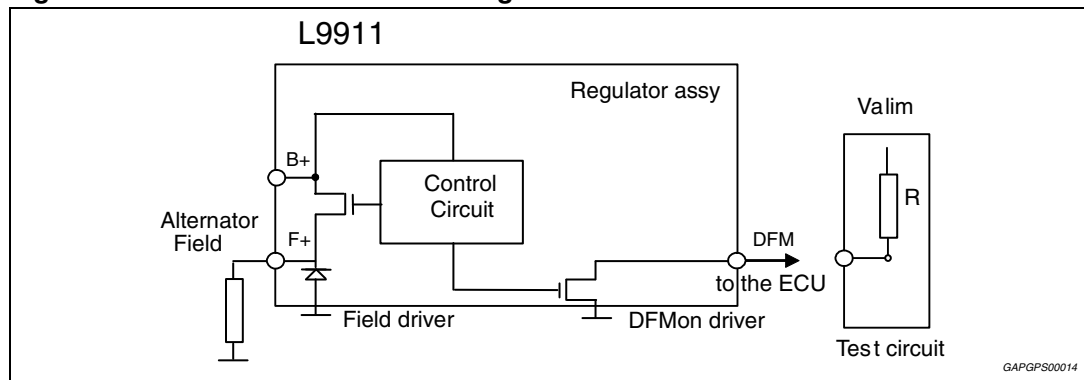 L9911
Regulator assy
Valim
B+
Control
Circuit
R
Alternator
Field
F+
DFM
to the ECU
Field driver
DFMon driver
Test circuit
GAPGPS00014